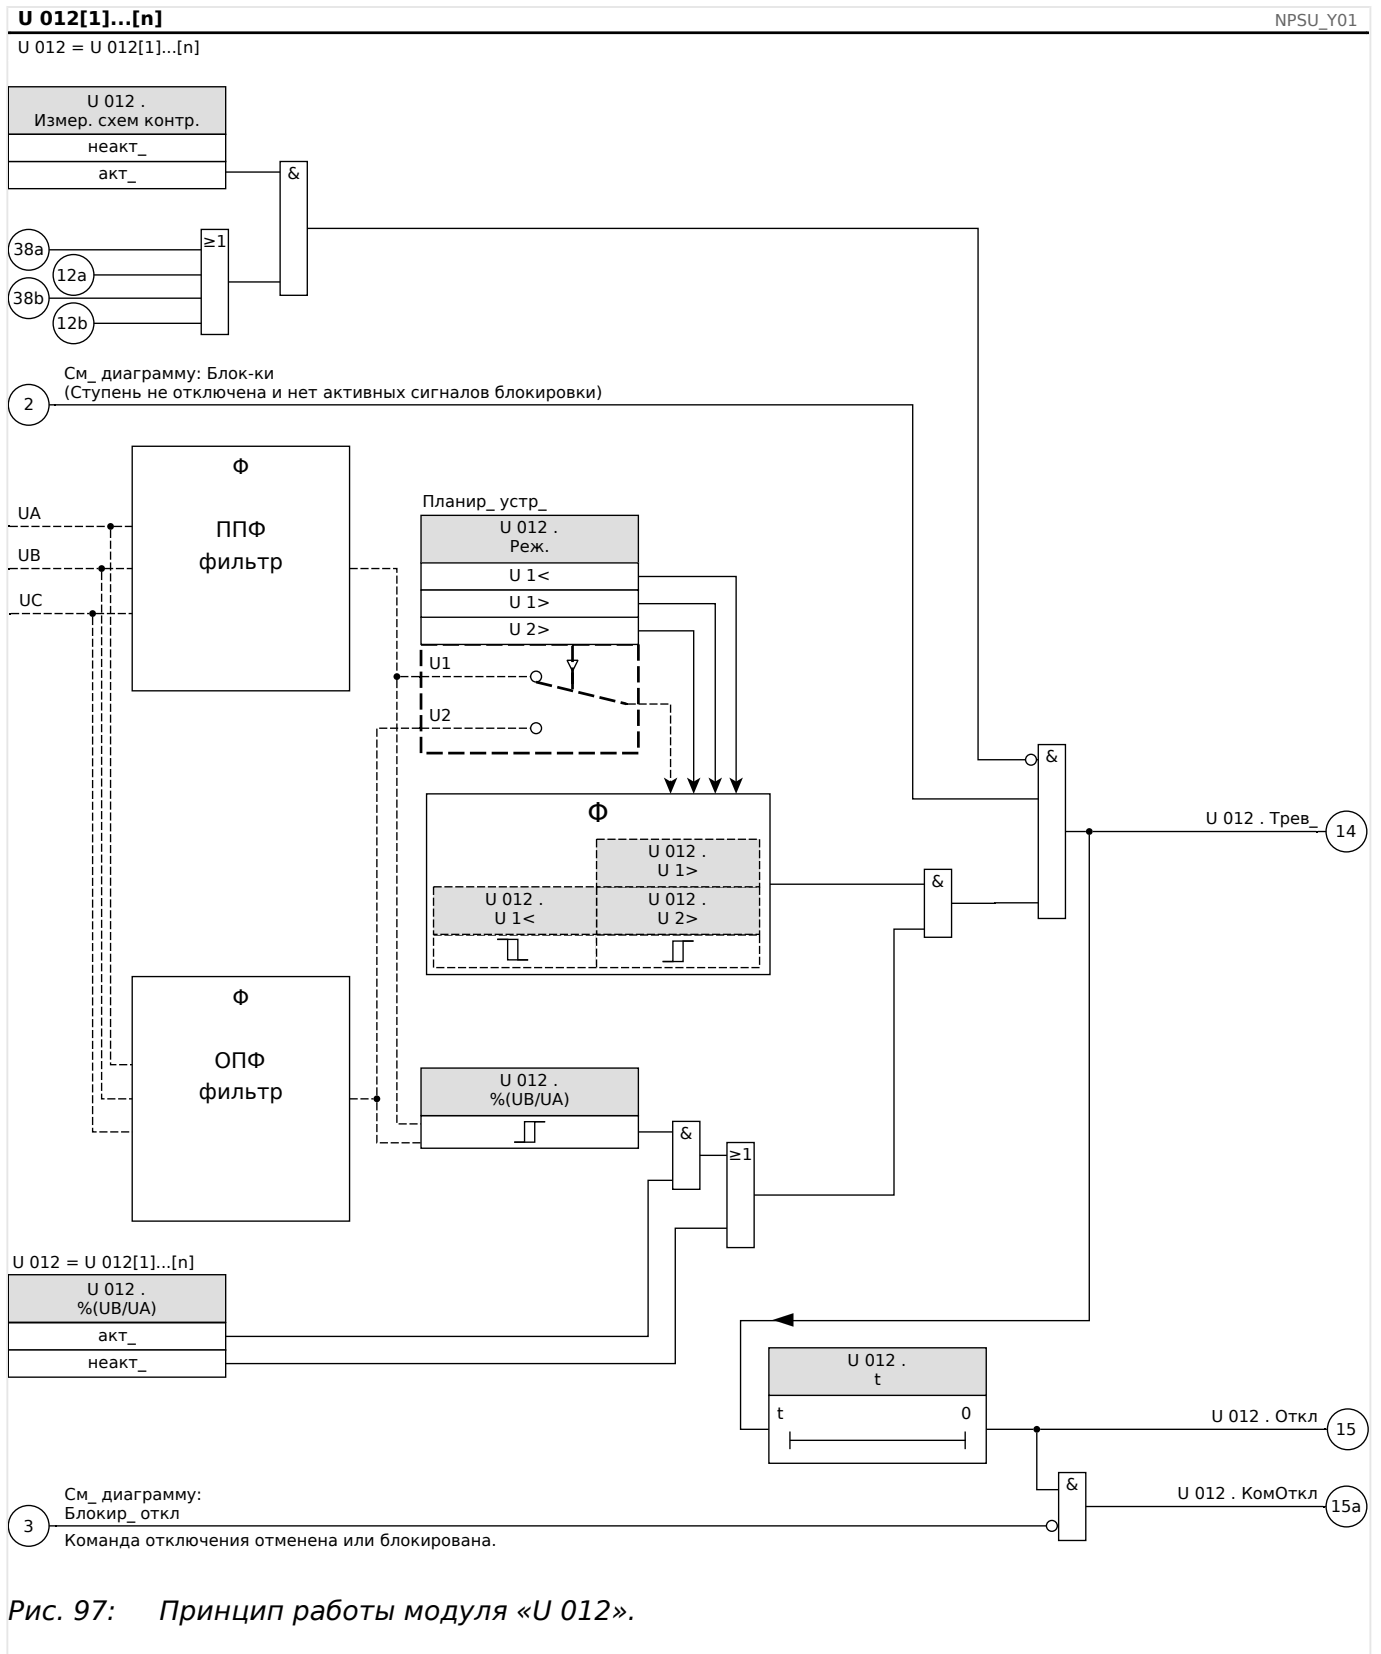 U 012[1]...[n]
NPSU_Y01
U 012 = U 012[1]...[n]
U 012 .
Измер. схем контр.
неакт_
акт_
&
38a
≥1
12a
38b
12b
См_ диаграмму: Блок-ки
(Ступень не отключена и нет активных сигналов блокировки)
2
Φ
ППФ
фильтр
UA
UB
UC
Планир_ устр_
U 012 .
Реж.
U 1<
U 1>
U 2>
U1
U2
&
U 012 . Трев_
14
Φ
U 012 .
U 1>
U 012 .
U 1<
U 012 .
U 2>
&
Φ
ОПФ
фильтр
U 012 .
%(UB/UA)
&
≥1
U 012 = U 012[1]...[n]
U 012 .
%(UB/UA)
акт_
неакт_
U 012 .
t
t
0
U 012 . Откл
15
&
U 012 . КомОткл
15a
См_ диаграмму:
Блокир_ откл
3
Команда отключения отменена или блокирована.
Рис. 97: Принцип работы модуля «U 012».